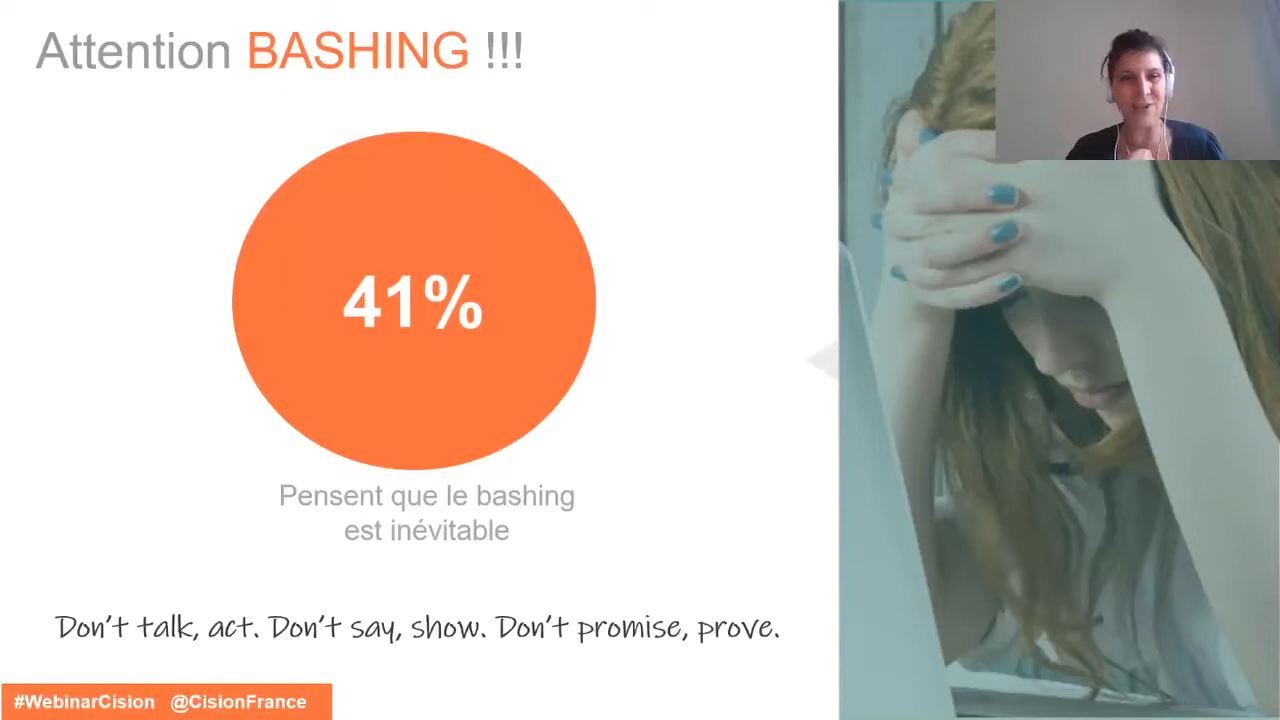 Attention BASHING !!!
41%
Pensent que le bashing
est inévitable
Don't talk, act. Don't say, show. Don't promise, prove.
#WebinarCision @CisionFrance